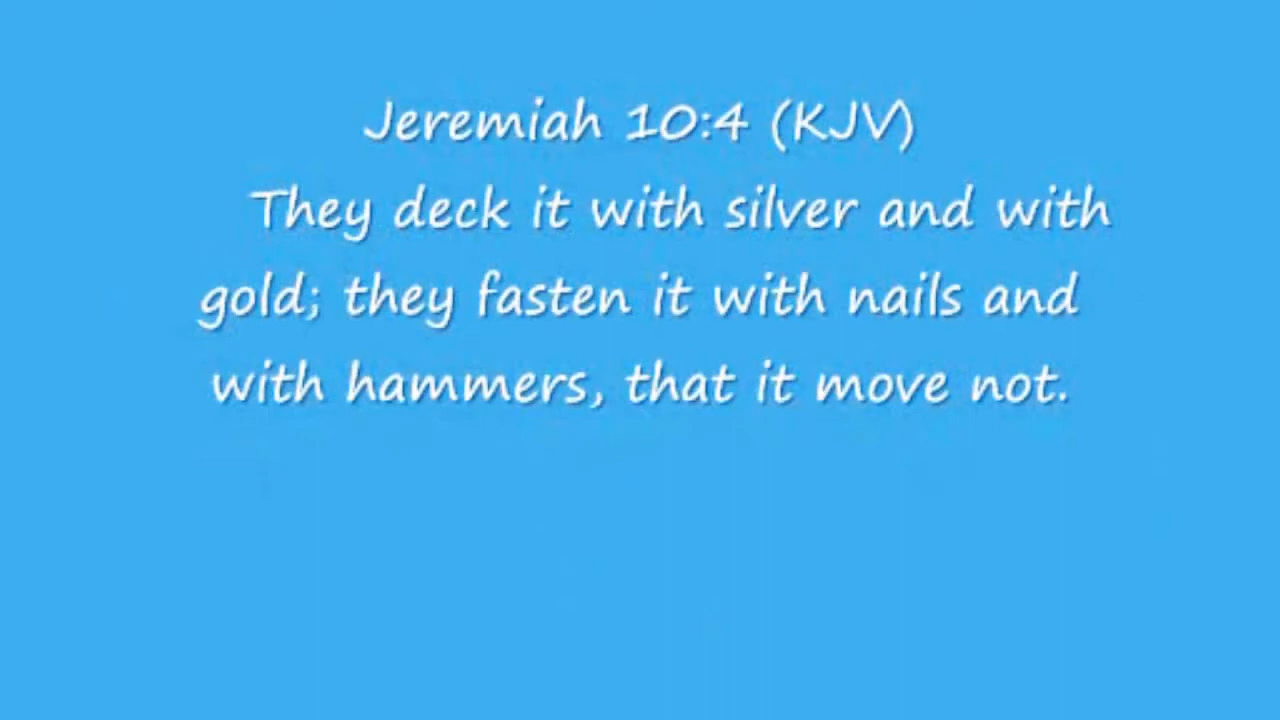 Jeremiah 10:4 (KJV)
They deck it with silver and with
gold; they fasten it with nails and
with hammers, that it move not.